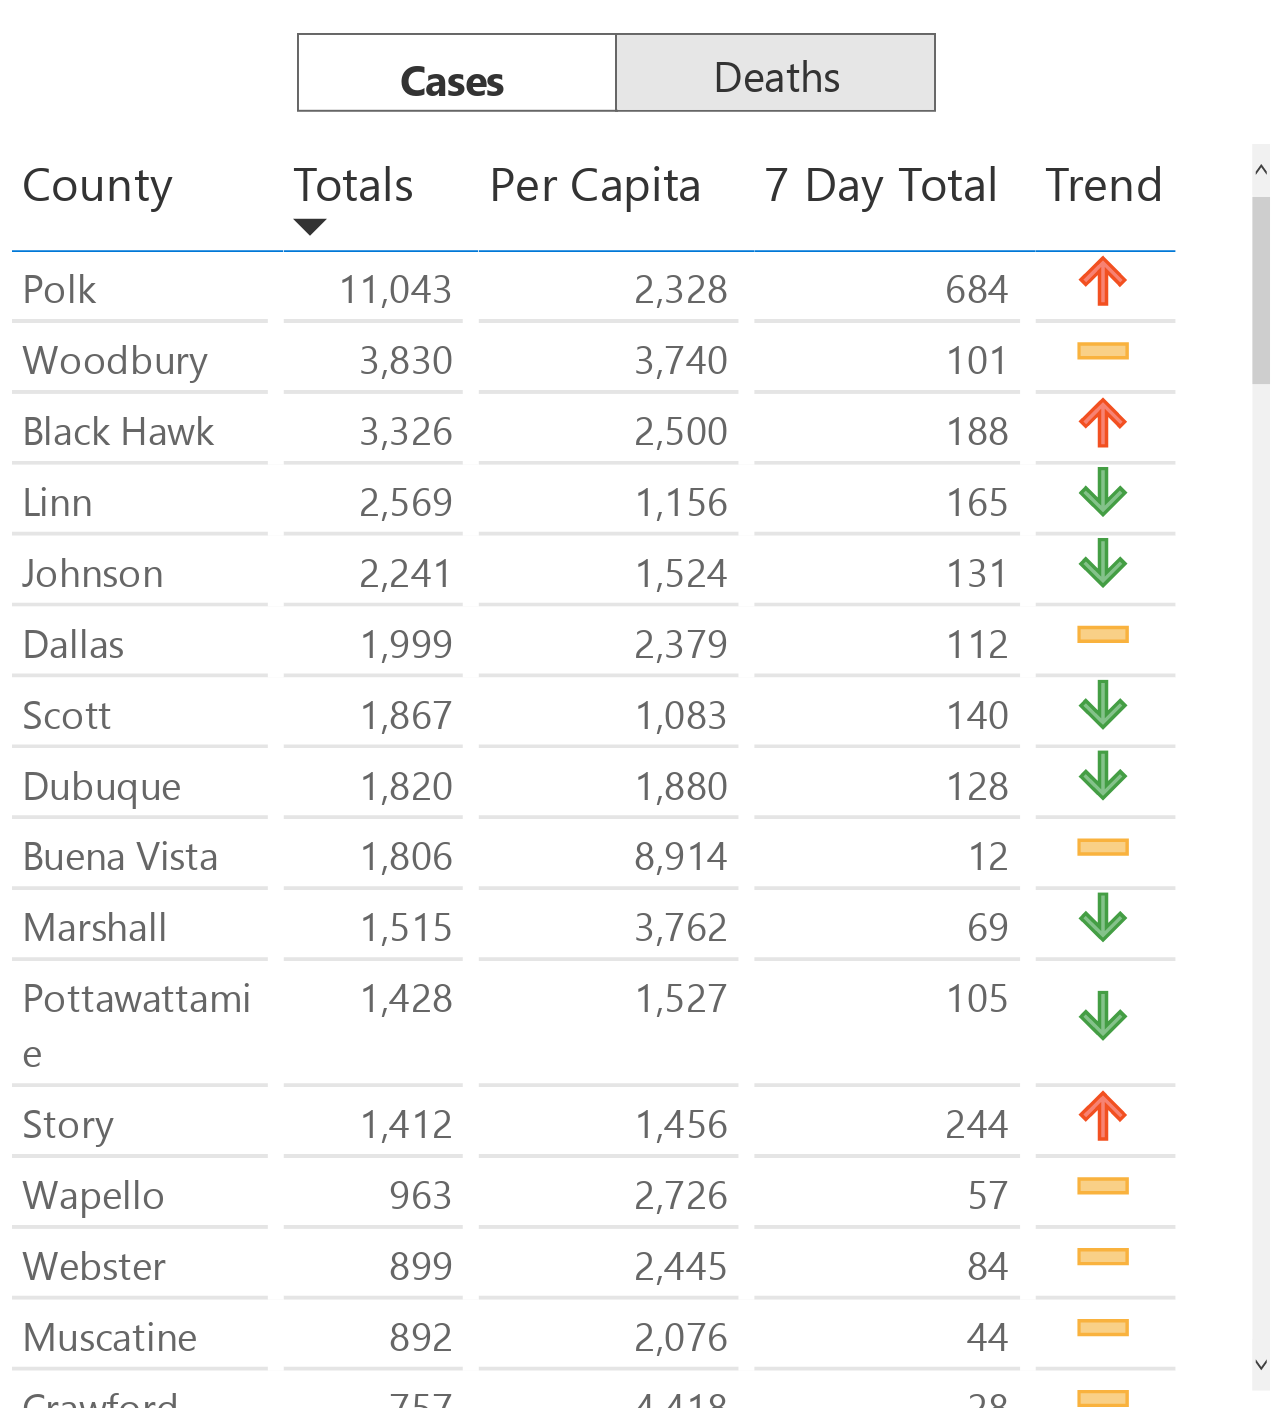 Cases Deaths
County Totals Per Capita 7 Day Total Trend
Polk 11,043 2,328 684
Woodbury 3,830 3,740 101
Black Hawk 3,326 2,500 188
Linn 2,569 1,156 165
Johnson 2,241 1,524 131
Dallas 1,999 2,379 112
Scott 1,867 1,083 140
Dubuque 1,820 1,880 128
Buena Vista 1,806 8,914 12
Marshall 1,515 3,762 69
Pottawattami 1,428 1,527 105
e
Story 1,412 1,456 244
Wapello 963 2,726 57
Webster 899 2,445 84
Muscatine 892 2,076 44
Crawford 757 4,418 28